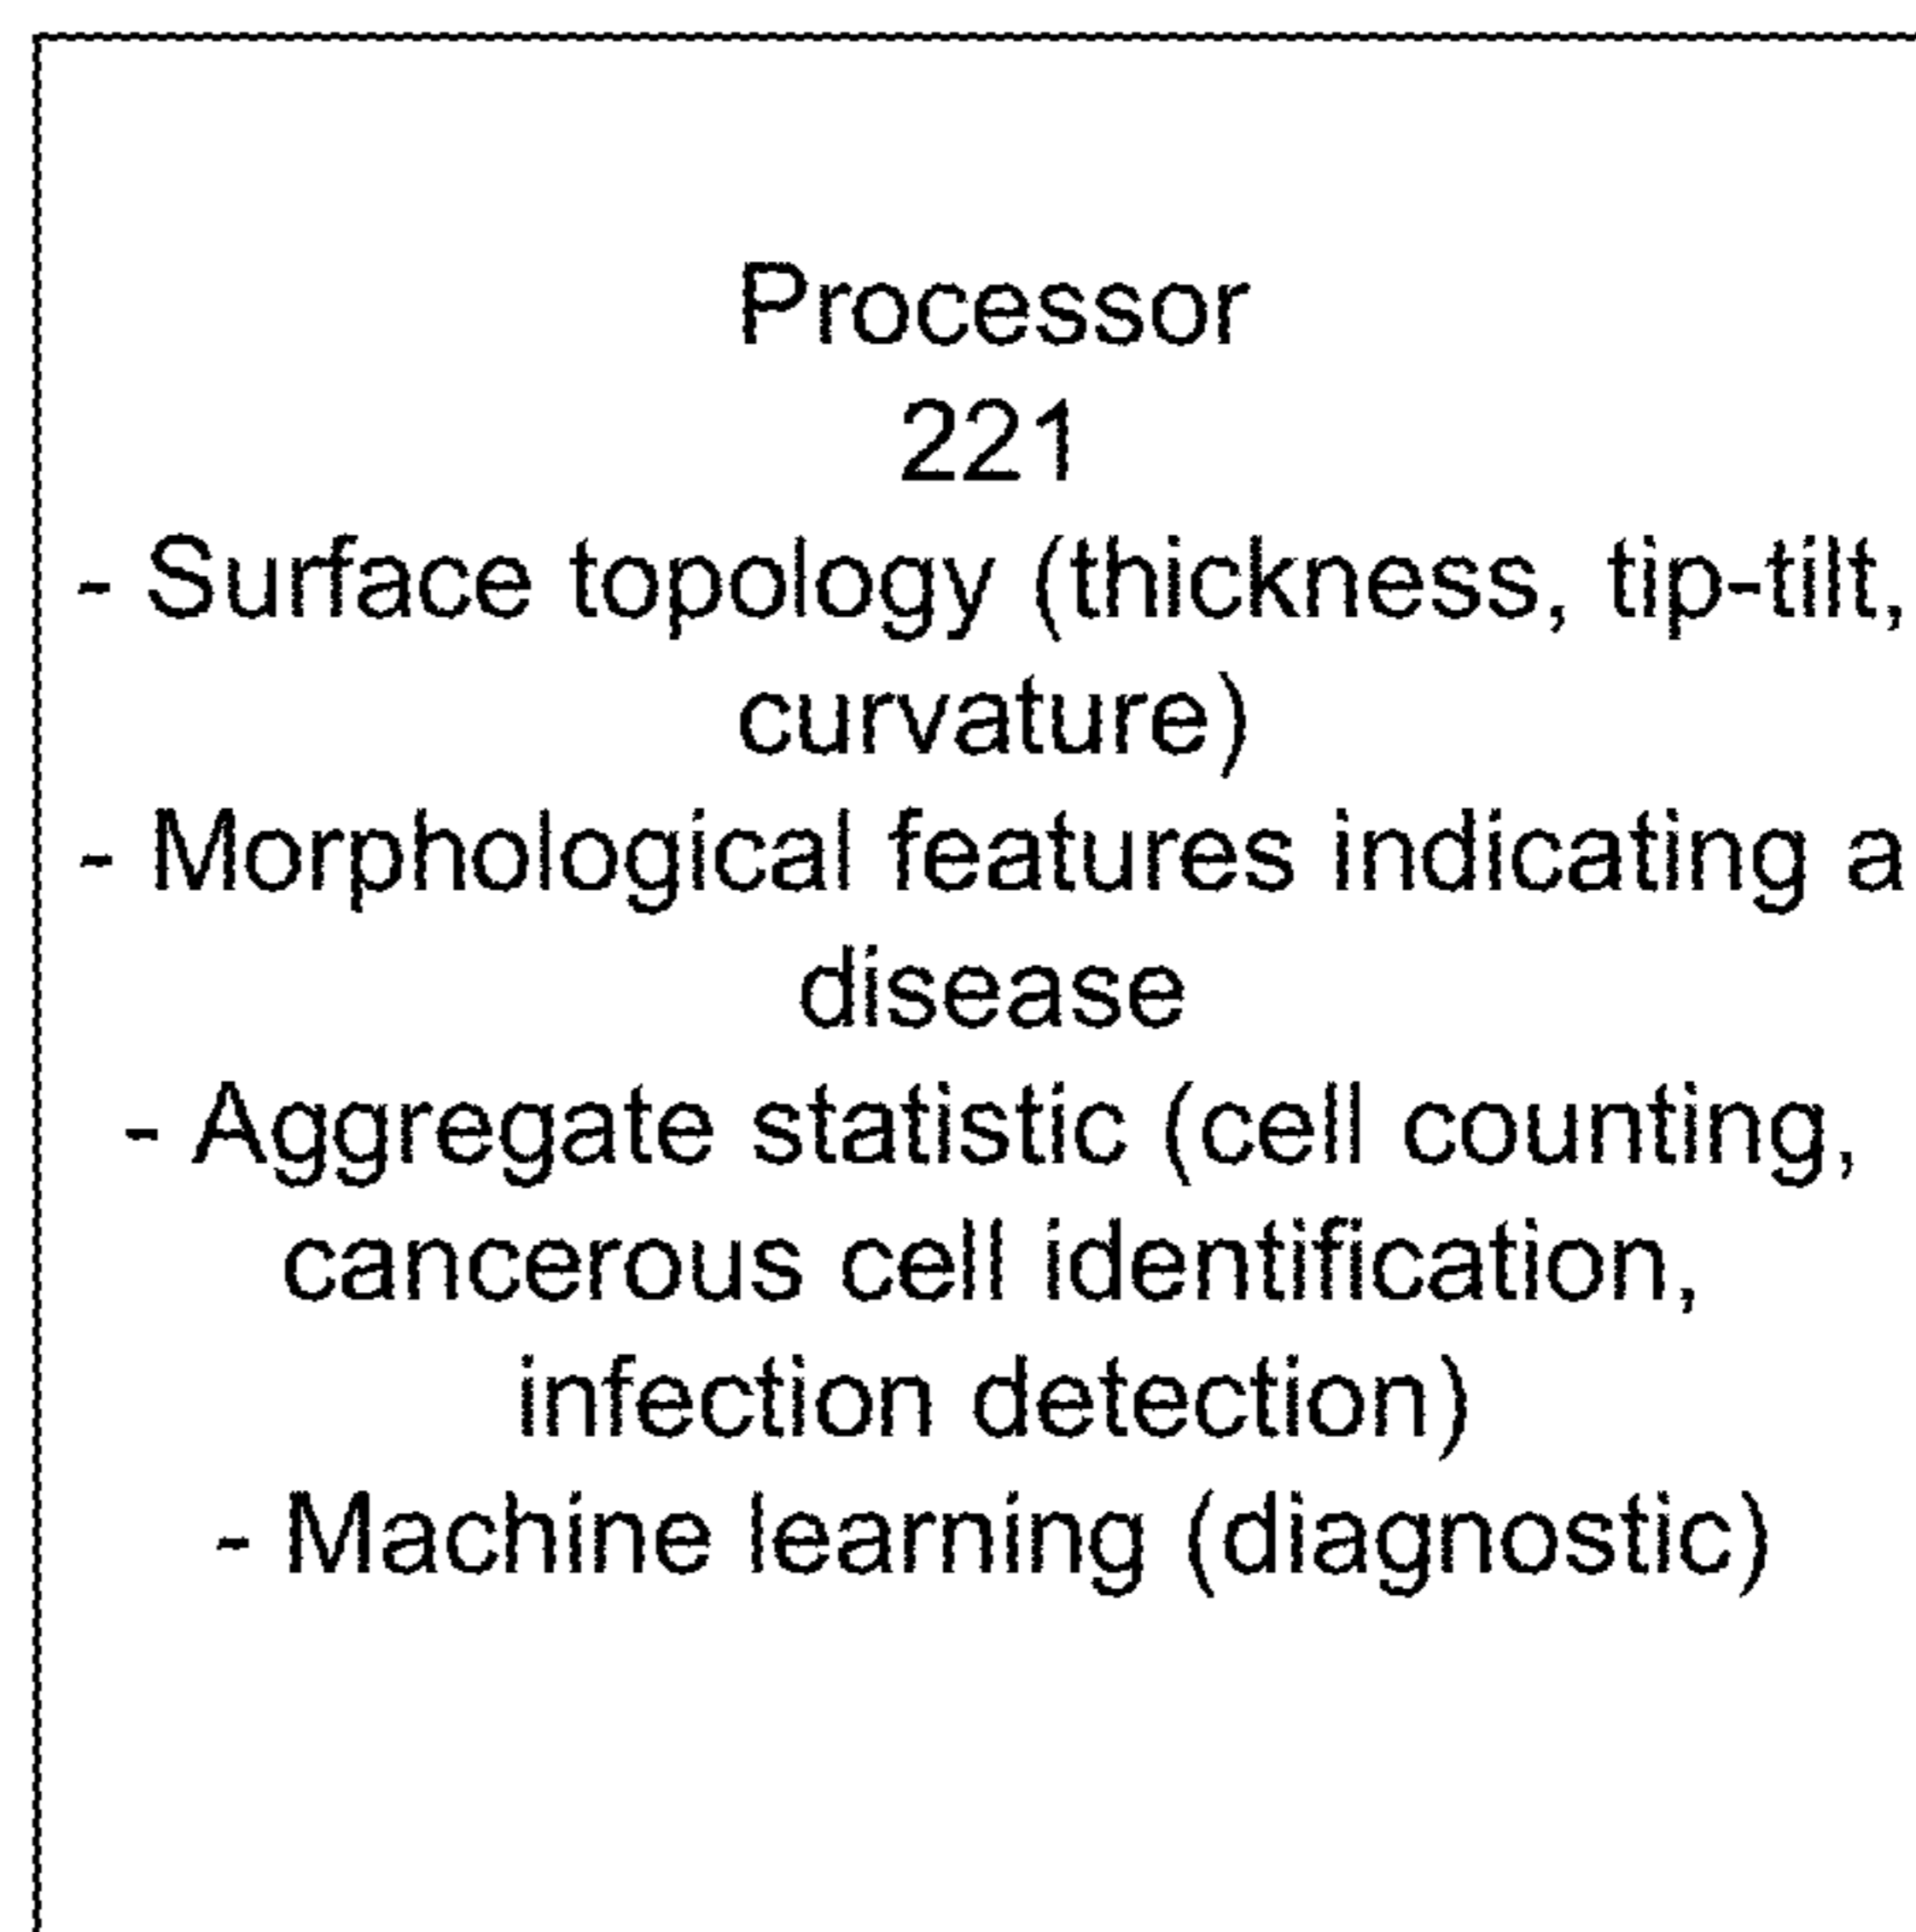 Processor
221
- Surface topology (thickness, tip-tilt,
curvature)
- Morphological features indicating a
disease
- Aggregate statistic (cell counting,
cancerous cell identification,
infection detection)
- Machine learning (diagnostic)